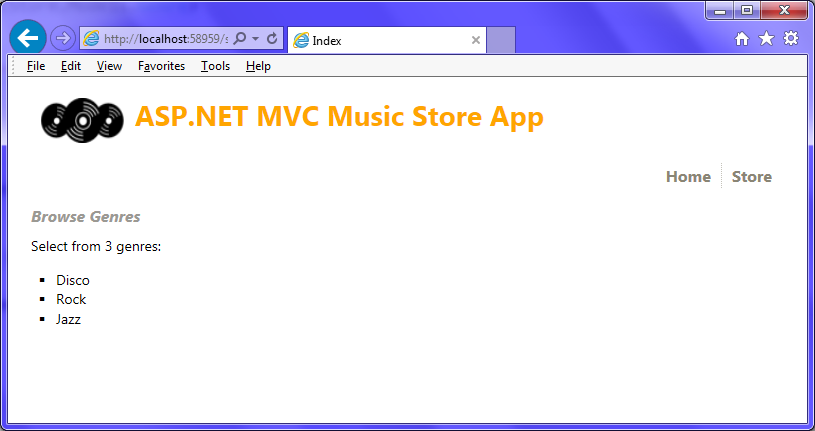 http://localhost:58959/s
Index
File Edit View Favorites Tools Help
ASP.NET MVC Music Store App
Home Store
Browse Genres
Select from 3 genres:
Disco
Rock
Jazz